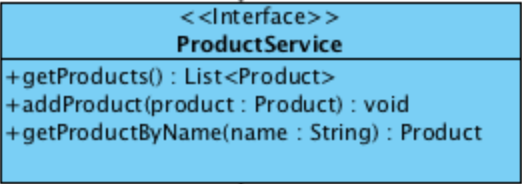 <<Interface>>
ProductService
+getProducts() : List<Product>
+addProduct(product : Product) : void
+getProductByName(name : String) : Product